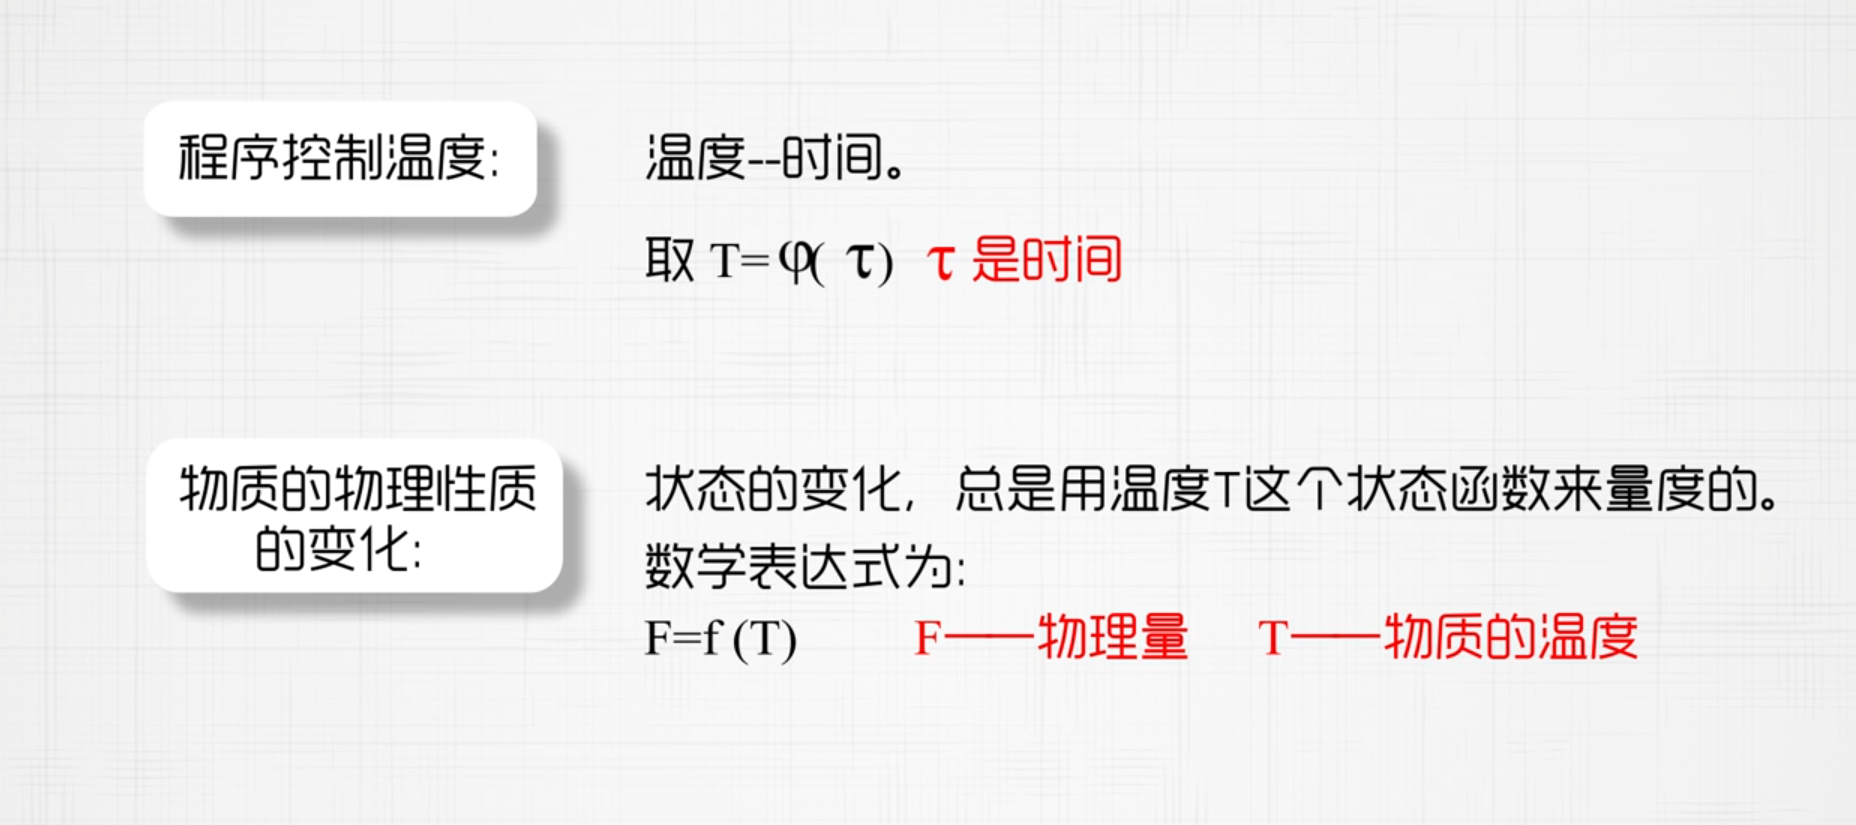 程序控制温度:
温度--时间。
取 T=φ( τ) τ 是时间
物质的物理性质
的变化:
状态的变化，总是用温度T这个状态函数来量度的。
数学表达式为:
F=f (T) F——物理量 T——物质的温度